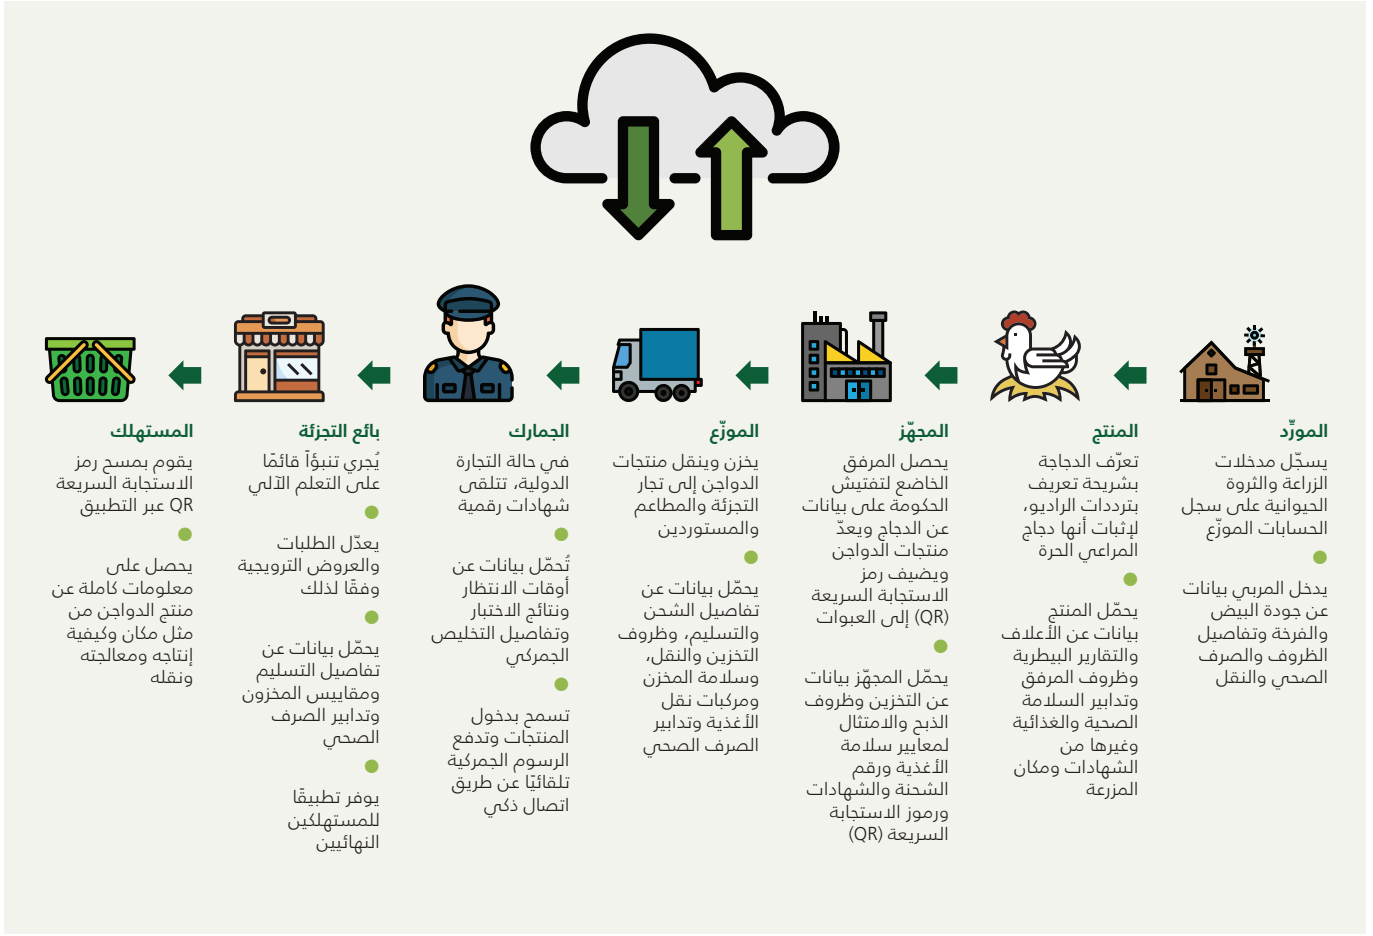 المورِّد
يسجّل مدخلات
الزراعة والثروة
الحيوانية على سجل
الحسابات الموزّع
يدخل المربي بيانات
عن جودة البيض
والفرخة وتفاصيل
الظروف والصرف
الصحي والنقل
المنتج
تعرّف الدجاجة
بشريحة تعريف
بترددات الراديو،
لإثبات أنها دجاج
المراعي الحرة
يحمّل المنتج
بيانات عن الأعلاف
والتقارير البيطرية
وظروف المرفق
وتدابير السلامة
الصحية والغذائية
وغيرها من
الشهادات ومكان
المزرعة
المجهّز
يحصل المرفق
الخاضع لتفتيش
الحكومة على بيانات
عن الدجاج ويعدّ
منتجات الدواجن
ويضيف رمز
الاستجابة السريعة
(QR) إلى العبوات
يحمّل المجهّز بيانات
عن التخزين وظروف
الذبح والامتثال
لمعايير سلامة
الأغذية ورقم
الشحنة والشهادات
ورموز الاستجابة
السريعة (QR)
الموزّع
يخزن وينقل منتجات
الدواجن إلى تجار
التجزئة والمطاعم
والمستوردين
يحمّل بيانات عن
تفاصيل الشحن
والتسليم، وظروف
التخزين والنقل،
وسلامة المخزن
ومركبات نقل
الأغذية وتدابير
الصرف الصحي
الجمارك
في حالة التجارة
الدولية، تتلقى
شهادات رقمية
تُحمّل بيانات عن
أوقات الانتظار
ونتائج الاختبار
وتفاصيل التخليص
الجمركي
تسمح بدخول
المنتجات وتدفع
الرسوم الجمركية
تلقائيًا عن طريق
اتصال ذكي
بائع التجزئة
يُجري تنبؤاً قائمًا
على التعلم الآلي
يعدّل الطلبات
والعروض الترويجية
وفقًا لذلك
يحمّل بيانات عن
تفاصيل التسليم
ومقاييس المخزون
وتدابير الصرف
الصحي
يوفر تطبيقًا
للمستهلكين
النهائيين
المستهلك
يقوم بمسح رمز
الاستجابة السريعة
QR عبر التطبيق
يحصل على
معلومات كاملة عن
منتج الدواجن من
مثل مكان وكيفية
إنتاجه ومعالجته
ونقله